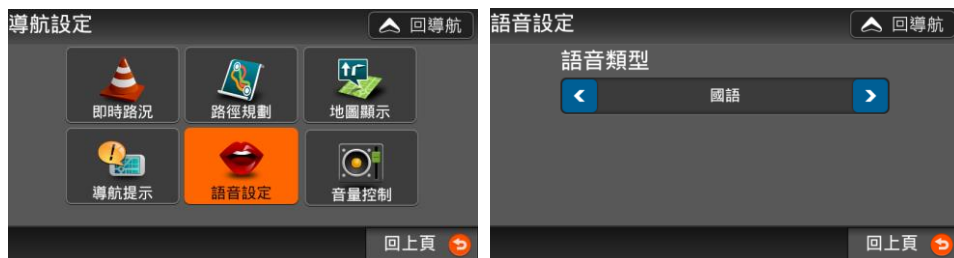 導航設定
回導航
即時路況
路徑規劃
地圖顯示
導航提示
語音設定
音量控制
回上頁
語音設定
回導航
語音類型
國語
回上頁